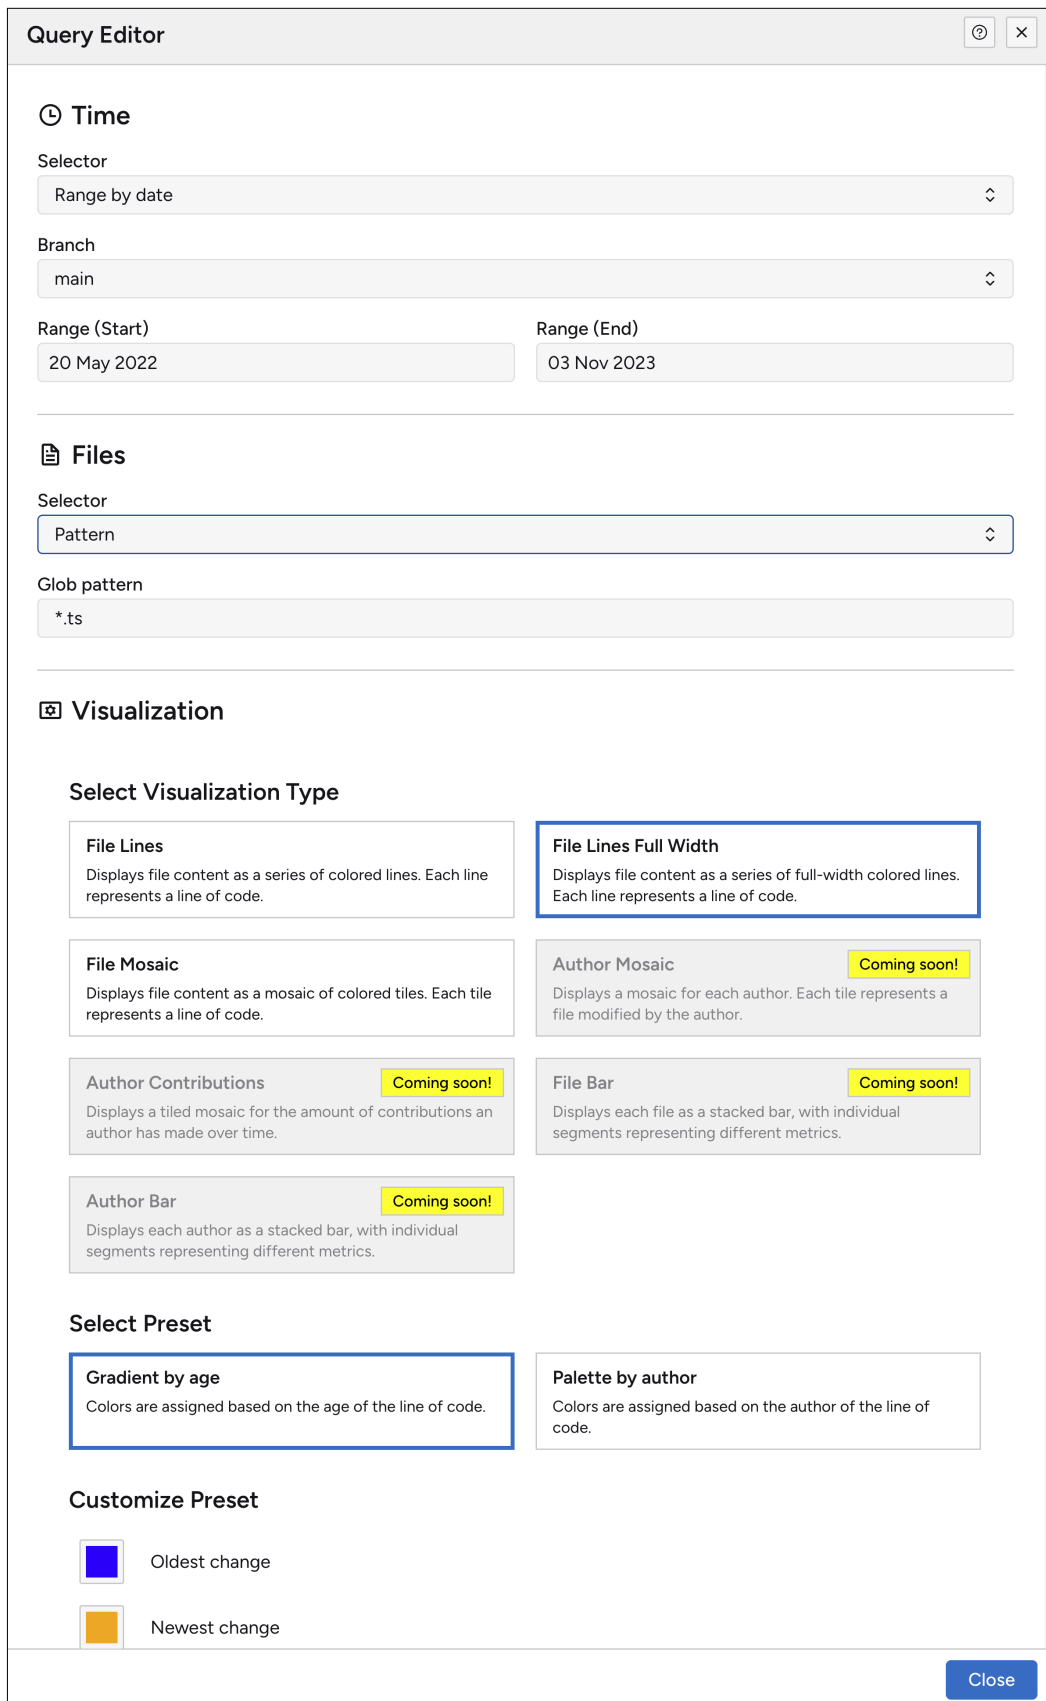 Query Editor
Time
Selector
Range by date
Branch
main
Range (Start)
Range (End)
20 May 2022
03 Nov 2023
Files
Selector
Pattern
Glob pattern
*.ts
Visualization
Select Visualization Type
File Lines
Displays file content as a series of colored lines. Each line
represents a line of code.
File Lines Full Width
Displays file content as a series of full-width colored lines.
Each line represents a line of code.
File Mosaic
Displays file content as a mosaic of colored tiles. Each tile
represents a line of code.
Author Mosaic
Coming soon!
Displays a mosaic for each author. Each tile represents a
file modified by the author.
Author Contributions
Coming soon!
Displays a tiled mosaic for the amount of contributions an
author has made over time.
File Bar
Coming soon!
Displays each file as a stacked bar, with individual
segments representing different metrics.
Author Bar
Coming soon!
Displays each author as a stacked bar, with individual
segments representing different metrics.
Select Preset
Gradient by age
Colors are assigned based on the age of the line of code.
Palette by author
Colors are assigned based on the author of the line of
code.
Customize Preset
Oldest change
Newest change
Close